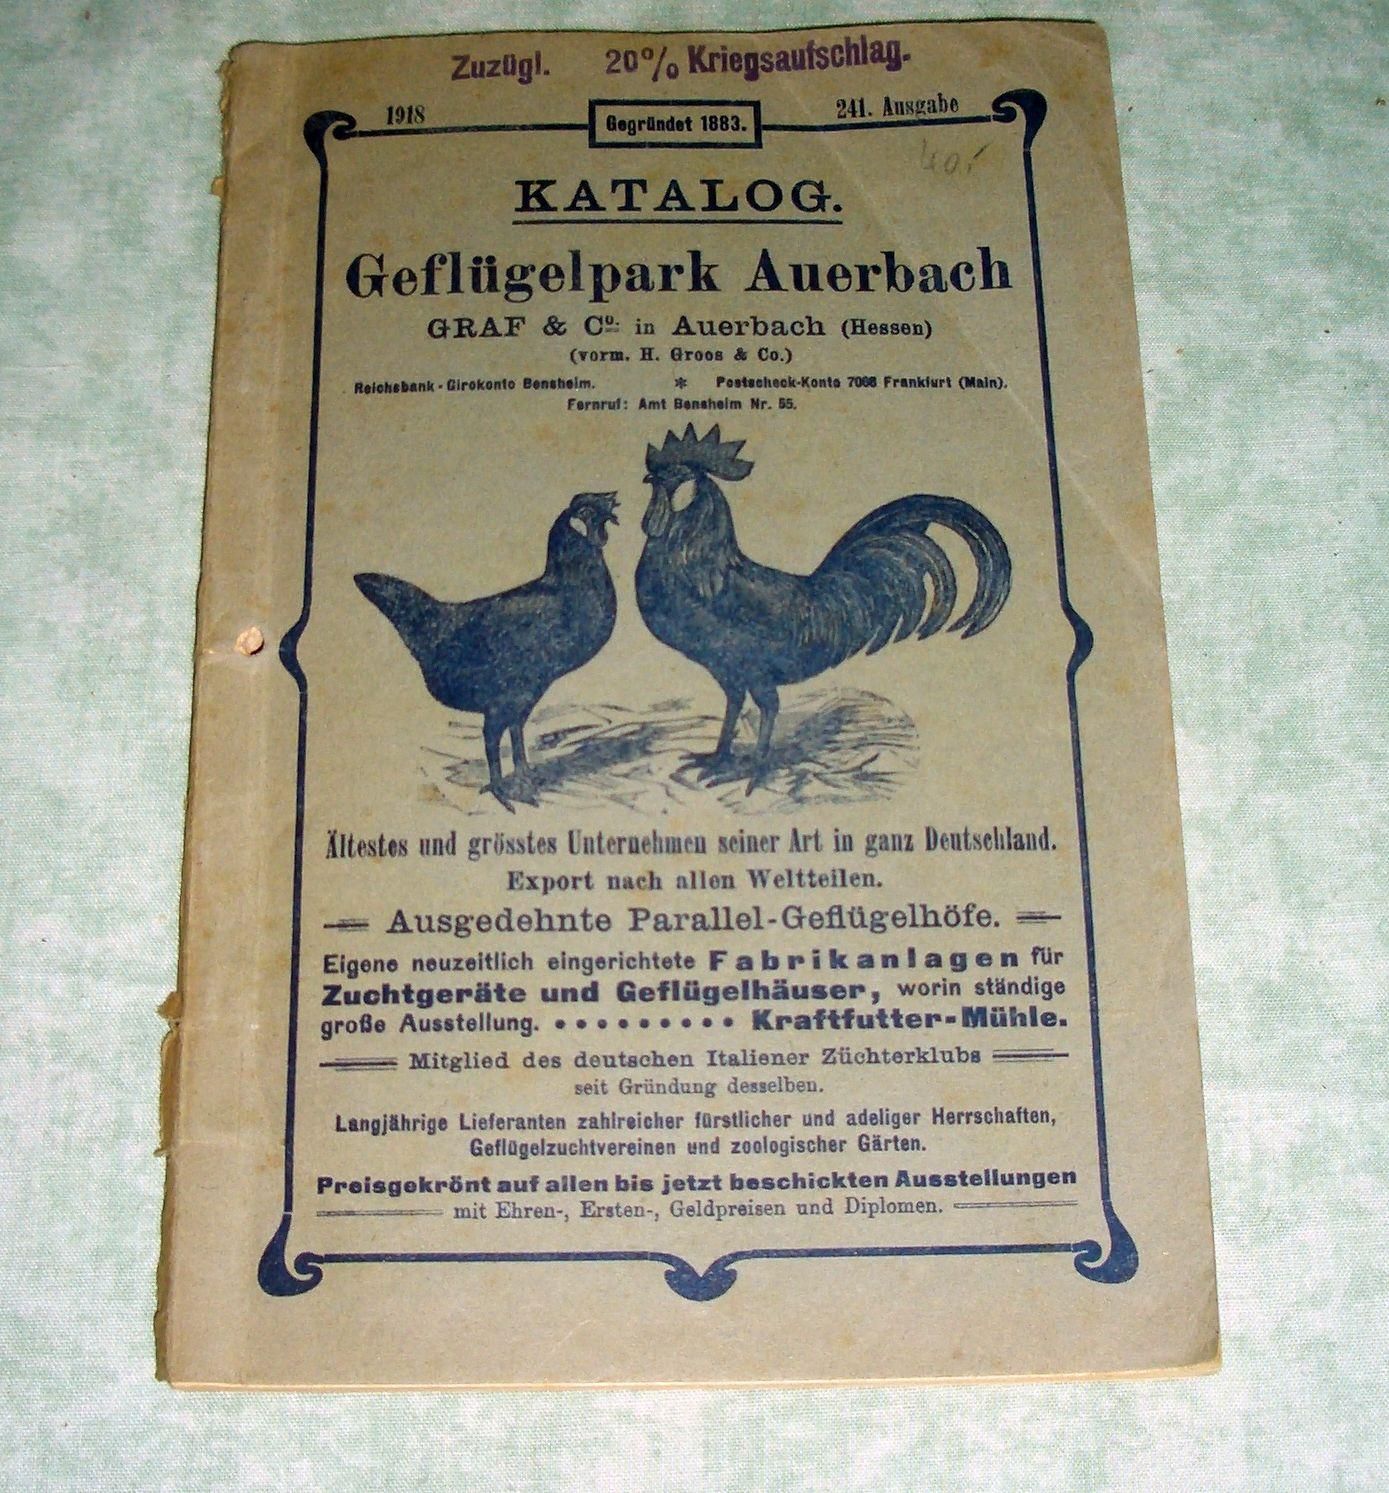 Zuzügl. 20% Kriegsaufschlag.
1918 Gegründet 1883. 241. Ausgabe
40,-
KATALOG.
Geflügelpark Auerbach
GRAF & Co. in Auerbach (Hessen)
(vorm. H. Groos & Co.)
Reichsbank-Girokonto Bensheim. * Postscheck-Konto 7068 Frankfurt (Main).
Fernruf: Amt Bensheim Nr. 55.
Ältestes und grösstes Unternehmen seiner Art in ganz Deutschland.
Export nach allen Weltteilen.
Ausgedehnte Parallel-Geflügelhöfe.
Eigene neuzeitlich eingerichtete Fabrikanlagen für
Zuchtgeräte und Geflügelhäuser, worin ständige
große Ausstellung. • • • • • • • • • Kraftfutter-Mühle.
Mitglied des deutschen Italiener Züchterklubs
seit Gründung desselben.
Langjährige Lieferanten zahlreicher fürstlicher und adeliger Herrschaften,
Geflügelzuchtvereinen und zoologischer Gärten.
Preisgekrönt auf allen bis jetzt beschickten Ausstellungen
mit Ehren-, Ersten-, Geldpreisen und Diplomen.